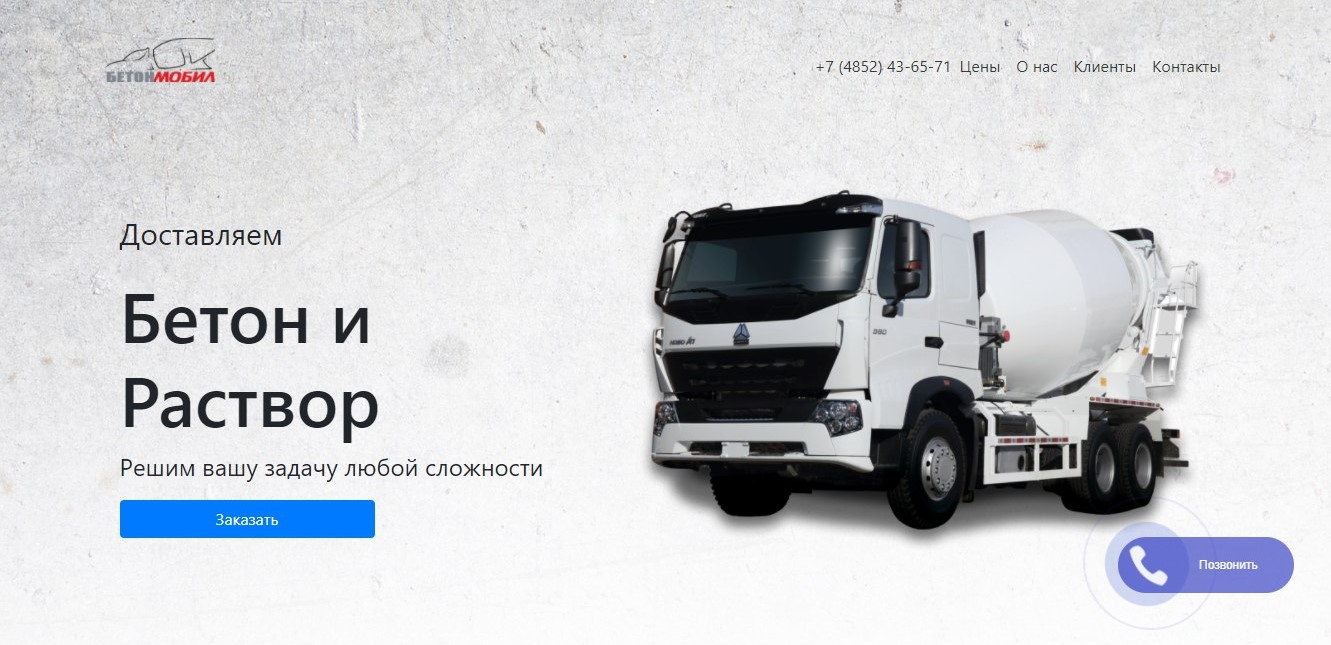 БЕТОНМОБИЛ
+7 (4852) 43-65-71 Цены О нас Клиенты Контакты
Доставляем
Бетон и
Раствор
Решим вашу задачу любой сложности
Заказать
Позвонить